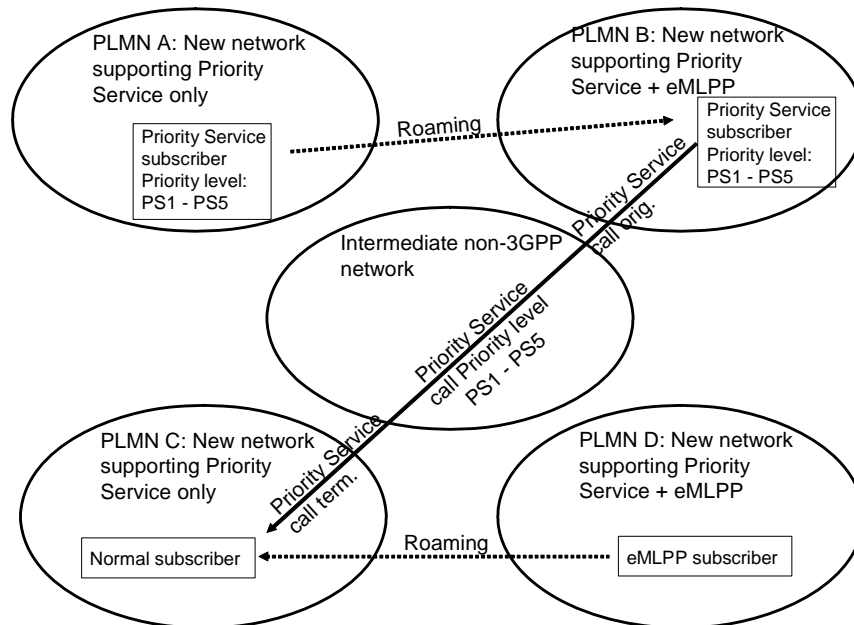 PLMN A: New network
supporting Priority
Service only
Priority Service
subscriber
Priority level:
PS1 - PS5
Roaming
PLMN B: New network
supporting Priority
Service + eMLPP
Priority Service
subscriber
Priority level:
PS1 - PS5
Priority Service
call orig.
Intermediate non-3GPP
network
Priority Service
call Priority level
PS1 - PS5
PLMN C: New network
supporting Priority
Service only
Priority Service
call term.
Normal subscriber
Roaming
PLMN D: New network
supporting Priority
Service + eMLPP
eMLPP subscriber